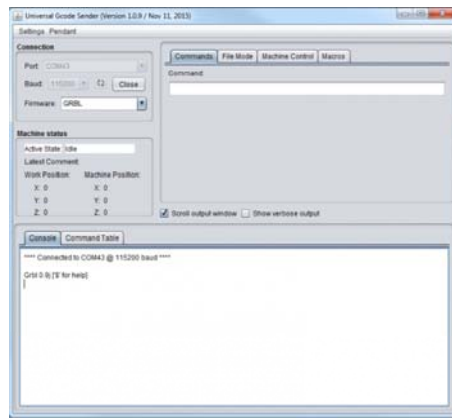 Universal Gcode Sender (Version 1.0.9 / Nov 11, 2015)
Settings Pendant
Connection
Port: COM43
Baud: 115200 Close
Firmware: GRBL
Commands File Mode Machine Control Macros
Command
Machine status
Active State: Idle
Latest Comment:
Work Position: Machine Position:
X: 0 X: 0
Y: 0 Y: 0
Z: 0 Z: 0
Scroll output window Show verbose output
Console Command Table
**** Connected to COM43 @ 115200 baud ****
Grbl 0.9j ['$' for help]